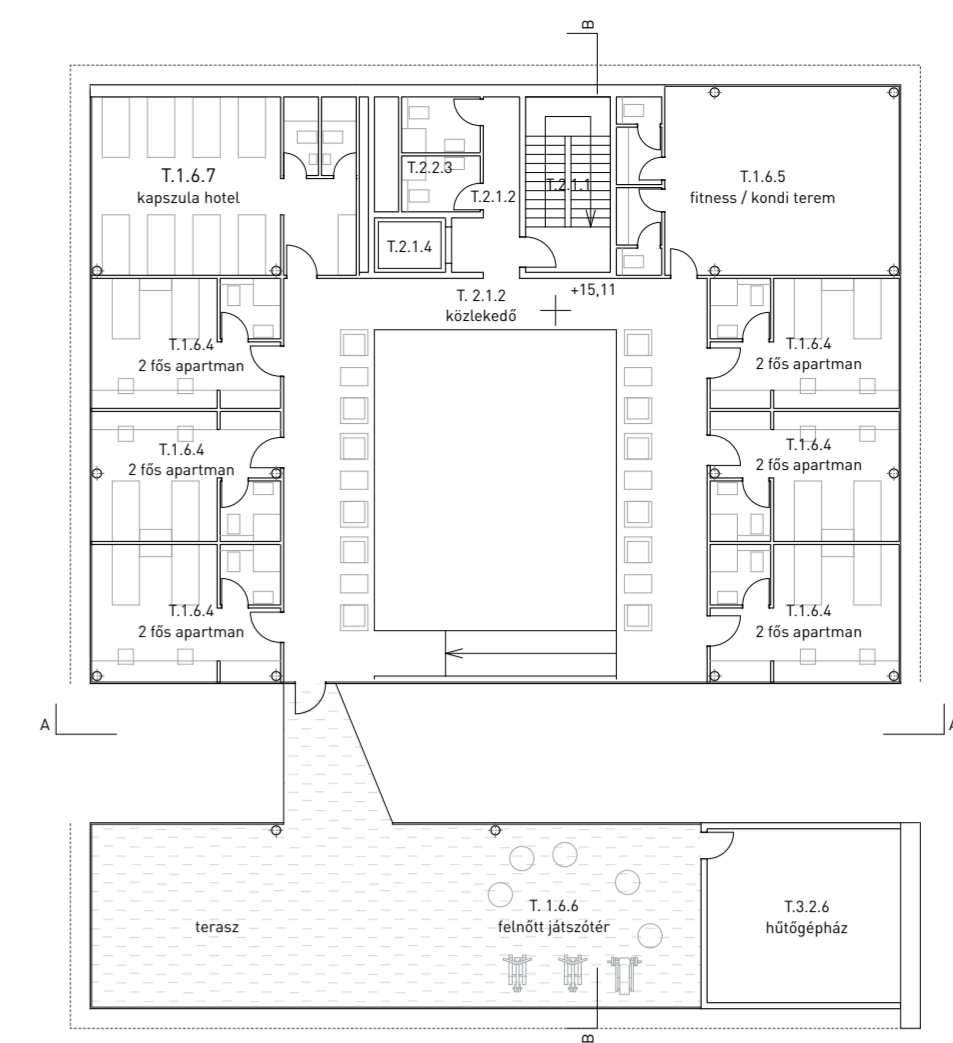 B
T.1.6.7
kapszula hotel
T.2.2.3
T.2.1.2
T.2.1.1
T.2.1.4
T.1.6.5
fitness / kondi terem
T. 2.1.2
közlekedő
+15,11
T.1.6.4
2 fős apartman
T.1.6.4
2 fős apartman
T.1.6.4
2 fős apartman
T.1.6.4
2 fős apartman
T.1.6.4
2 fős apartman
T.1.6.4
2 fős apartman
A
A
terasz
T. 1.6.6
felnőtt játszótér
T.3.2.6
hűtőgépház
B